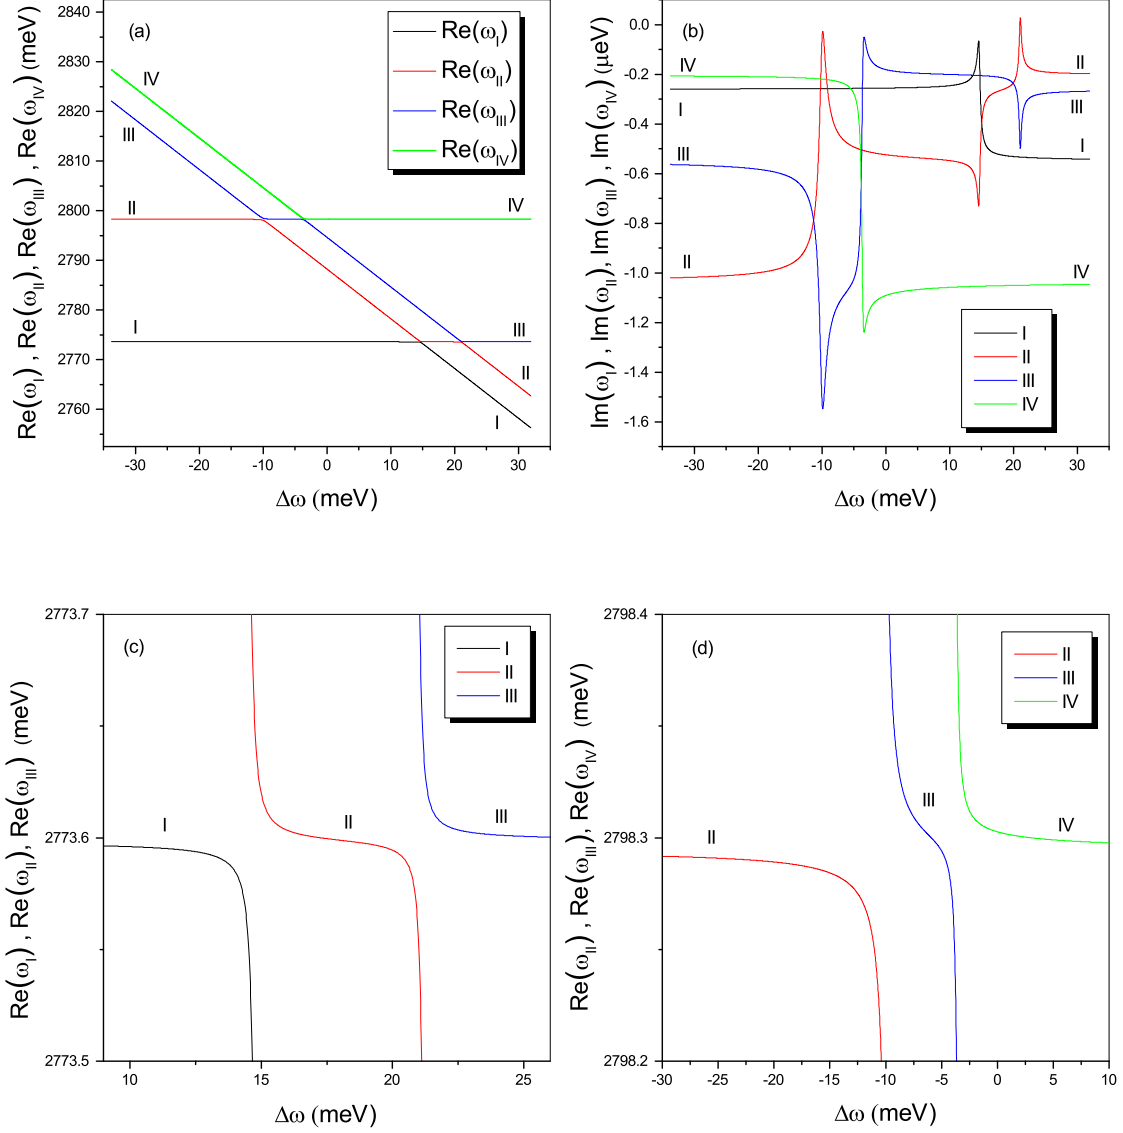 (a)
Re(ω_I) , Re(ω_II), Re(ω_III) , Re(ω_IV) (meV)
2840
2830
2820
2810
2800
2790
2780
2770
2760
-30 -20 -10 0 10 20 30
Δω (meV)
Re(ω_I)
Re(ω_II)
Re(ω_III)
Re(ω_IV)
IV
III
II
IV
I
III
II
I
(b)
Im(ω_I) , Im(ω_II) , Im(ω_III) , Im(ω_IV) (μeV)
0.0
-0.2
-0.4
-0.6
-0.8
-1.0
-1.2
-1.4
-1.6
-30 -20 -10 0 10 20 30
Δω (meV)
IV
I
III
II
II
III
I
IV
I
II
III
IV
(c)
Re(ω_I) , Re(ω_II) , Re(ω_III) (meV)
2773.7
2773.6
2773.5
10 15 20 25
Δω (meV)
I
II
III
I
II
III
(d)
Re(ω_II) , Re(ω_III) , Re(ω_IV) (meV)
2798.4
2798.3
2798.2
-30 -25 -20 -15 -10 -5 0 5 10
Δω (meV)
II
III
IV
II
III
IV